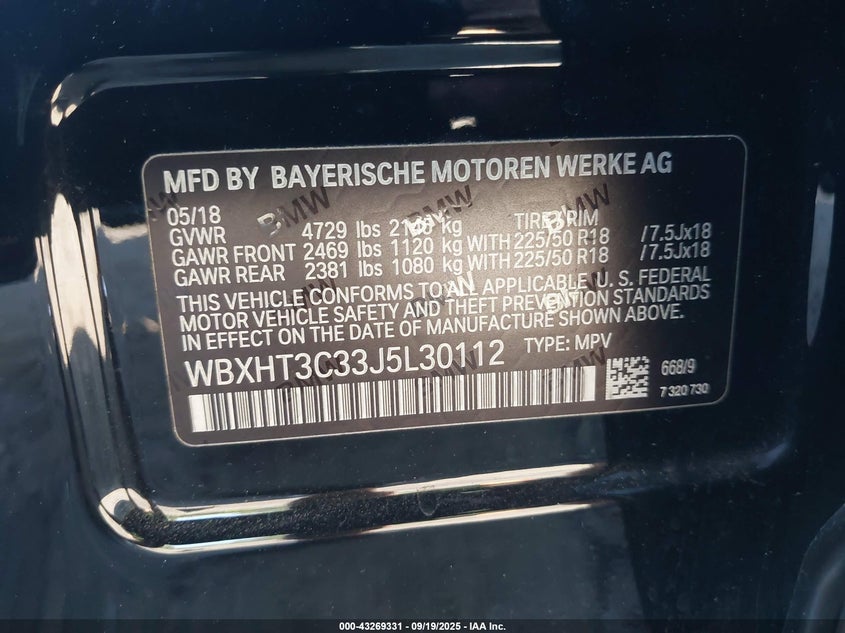 MFD BY BAYERISCHE MOTOREN WERKE AG
05/18 TIRE RIM
GVWR 4729 lbs 2145 kg
GAWR FRONT 2469 lbs 1120 kg WITH 225/50 R18 /7.5Jx18
GAWR REAR 2381 lbs 1080 kg WITH 225/50 R18 /7.5Jx18
THIS VEHICLE CONFORMS TO ALL APPLICABLE U. S. FEDERAL
MOTOR VEHICLE SAFETY AND THEFT PREVENTION STANDARDS
IN EFFECT ON THE DATE OF MANUFACTURE SHOWN ABOVE.
WBXHT3C33J5L30112 TYPE: MPV
668/9
7 320 730
000-43269331 - 09/19/2025 - IAA Inc.